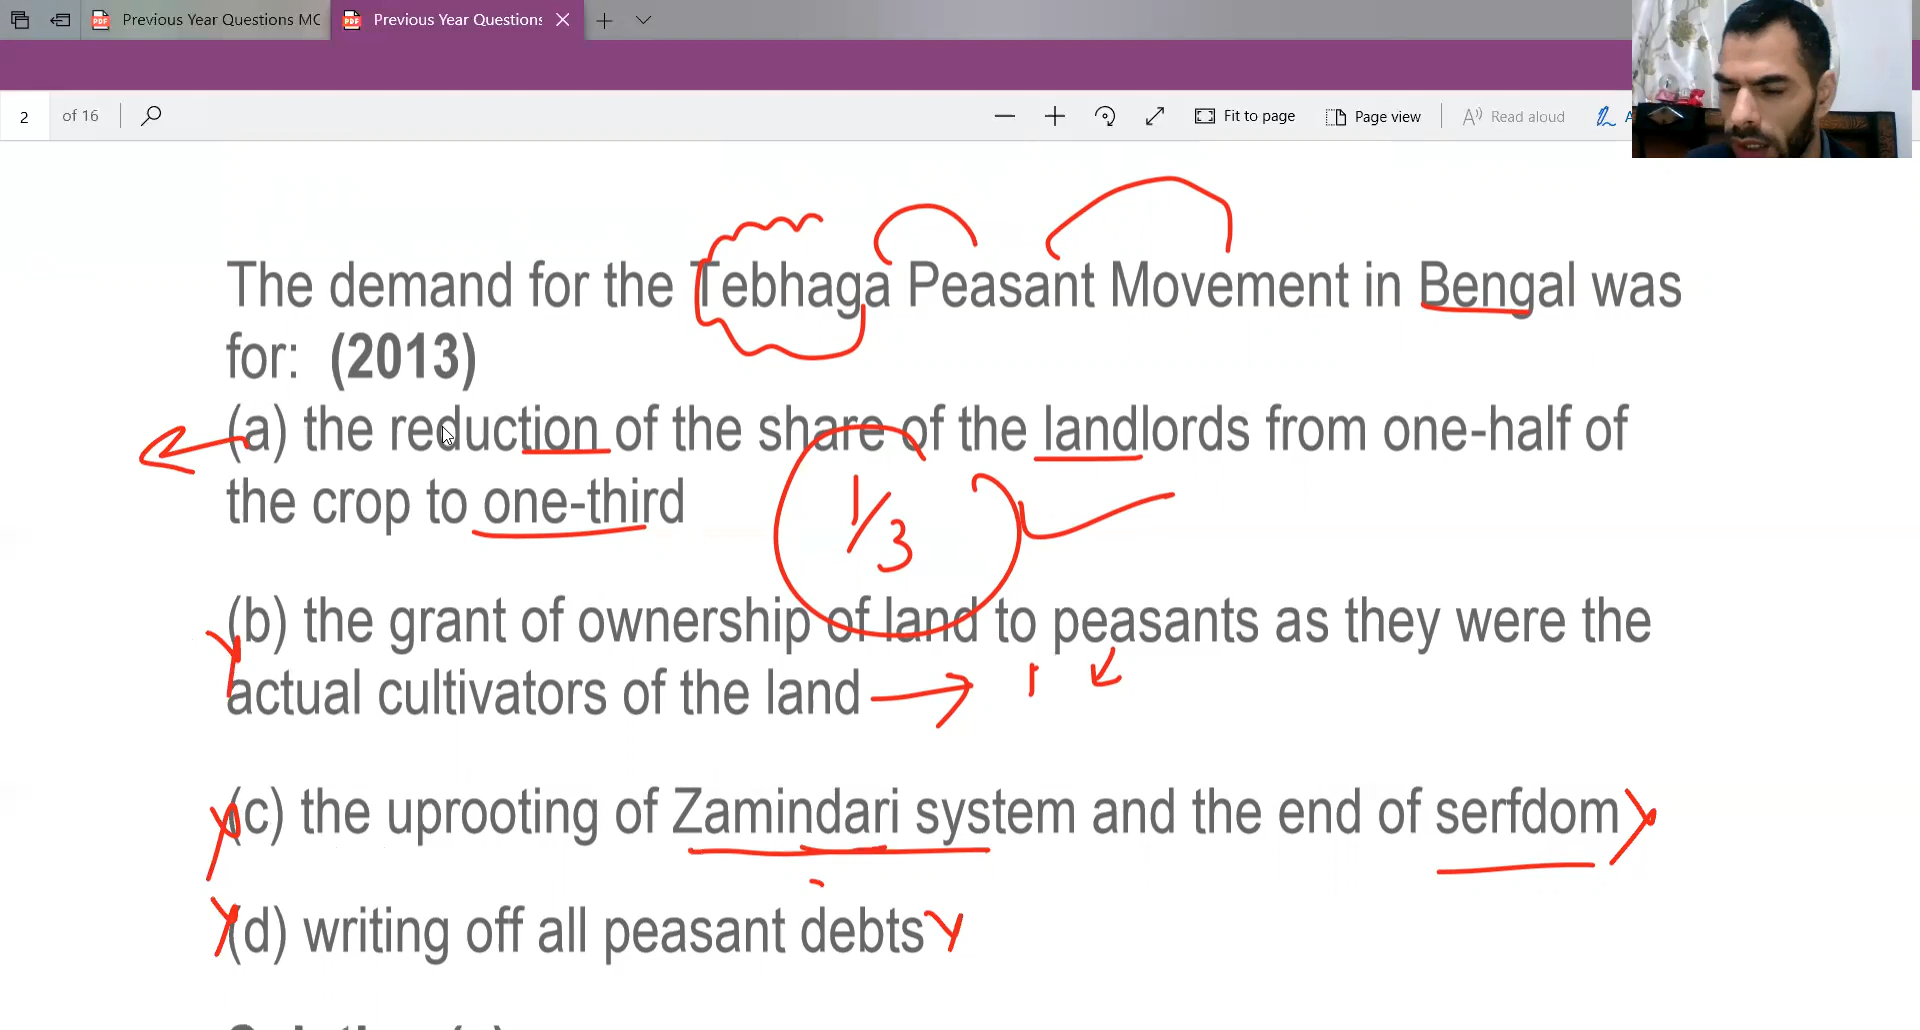 Previous Year Questions MC
Previous Year Questions
2 of 16
Fit to page
Page view
Read aloud
The demand for the Tebhaga Peasant Movement in Bengal was
for: (2013)
(a) the reduction of the share of the landlords from one-half of
the crop to one-third
1/3
(b) the grant of ownership of land to peasants as they were the
actual cultivators of the land
(c) the uprooting of Zamindari system and the end of serfdom
(d) writing off all peasant debts